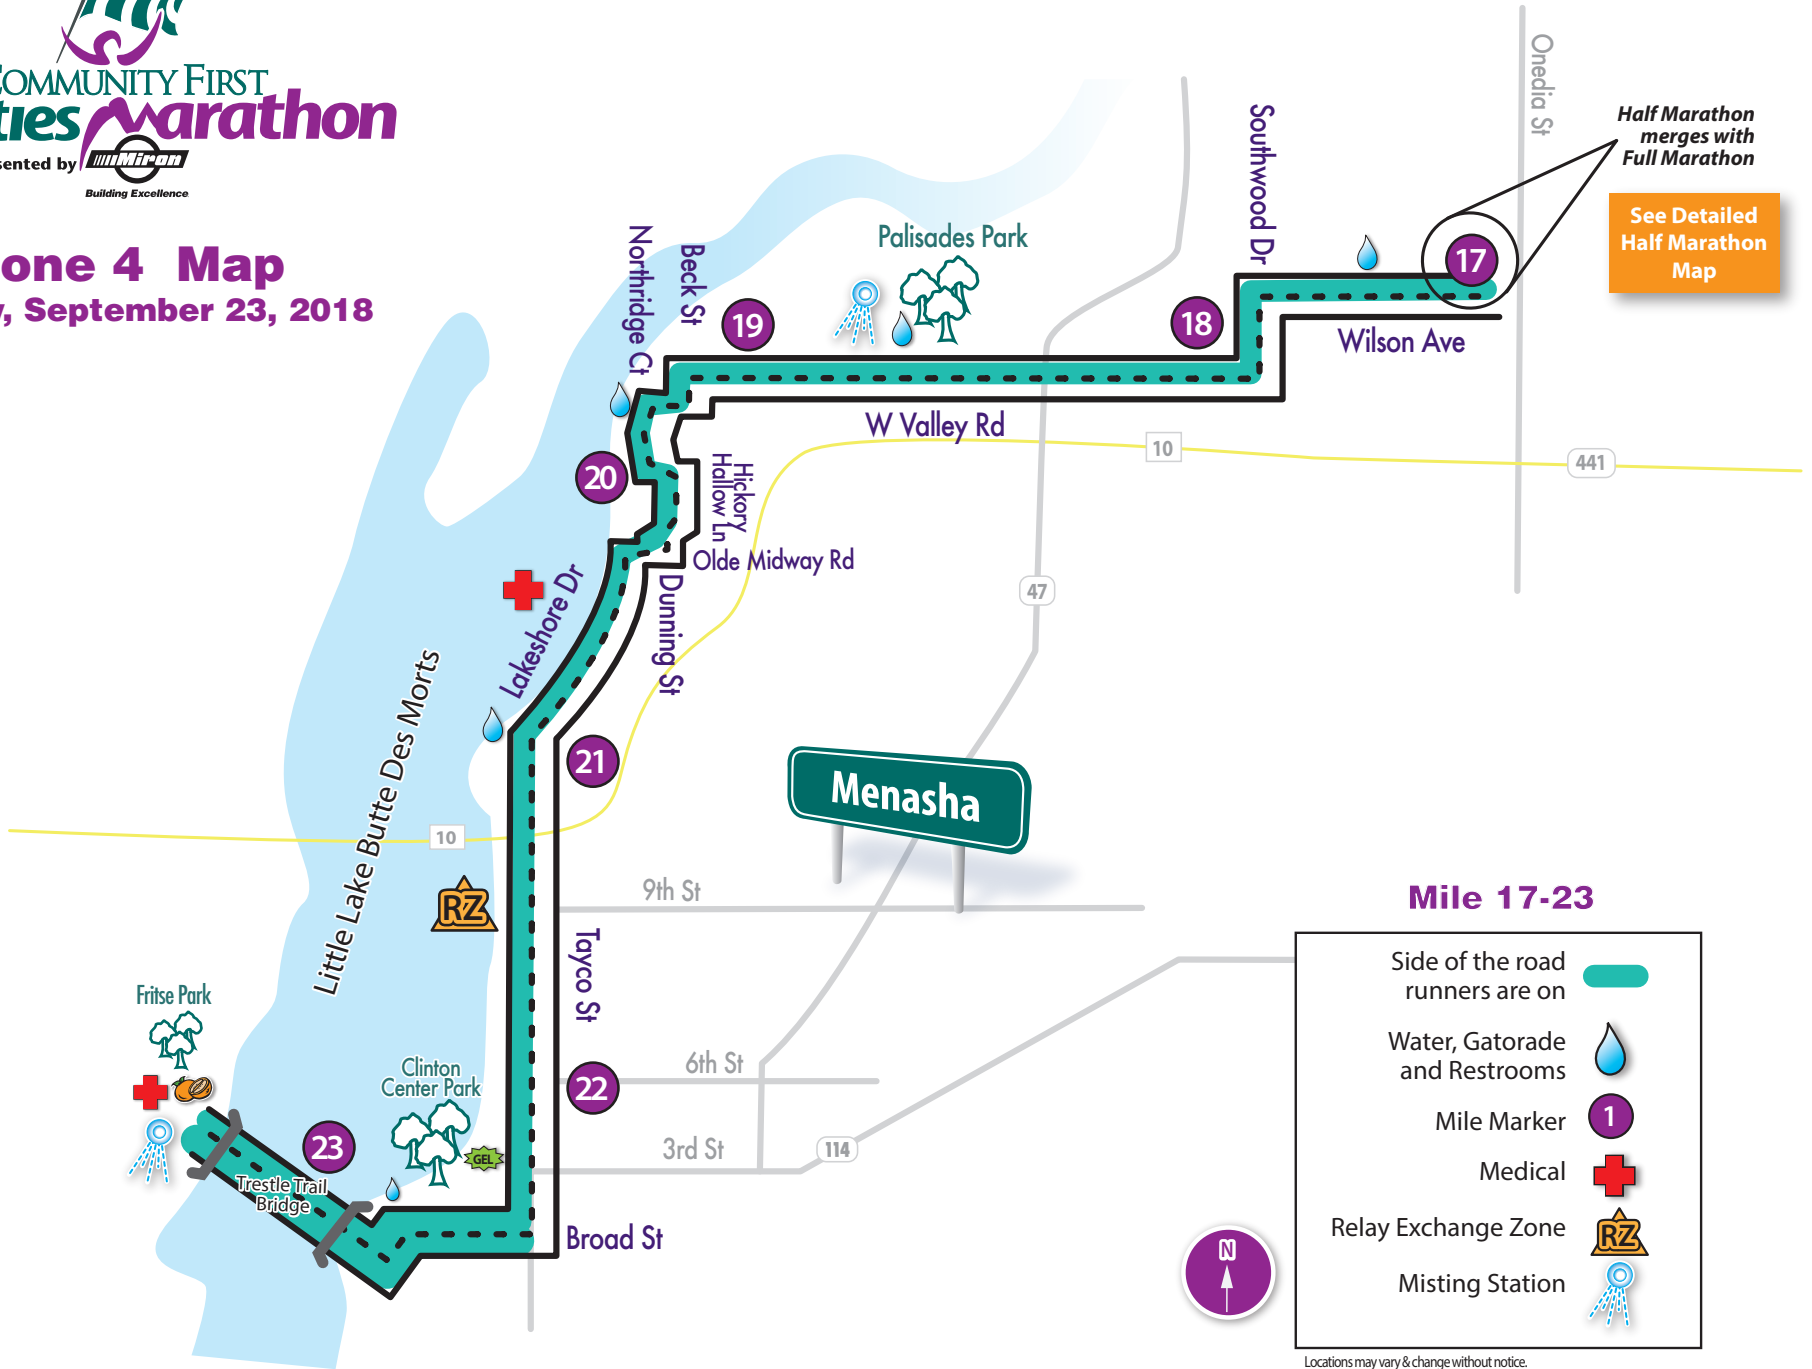 COMMUNITY FIRST
ties Marathon
sented by Miron
Building Excellence
one 4 Map
y, September 23, 2018
Onedia St
Half Marathon
merges with
Full Marathon
See Detailed
Half Marathon
Map
Southwood Dr
17
Wilson Ave
18
Palisades Park
19
Beck St
Northridge Ct
W Valley Rd
10
441
20
Hickory
Hallow Ln
Olde Midway Rd
47
Dunning St
Lakeshore Dr
Little Lake Butte Des Morts
21
10
Menasha
RZ
9th St
Tayco St
Fritse Park
Clinton
Center Park
6th St
22
3rd St
114
23
GEL
Trestle Trail
Bridge
Broad St
N
Mile 17-23
Side of the road
runners are on
Water, Gatorade
and Restrooms
Mile Marker
1
Medical
Relay Exchange Zone
RZ
Misting Station
Locations may vary & change without notice.